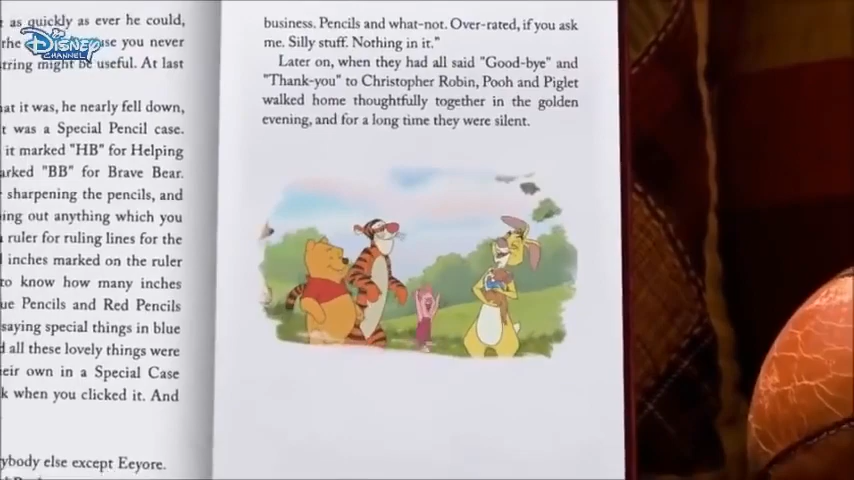 t as quickly as ever he could,
the use you never
string might be useful. At last
at it was, he nearly fell down,
t was a Special Pencil case.
it marked "HB" for Helping
arked "BB" for Brave Bear.
sharpening the pencils, and
ing out anything which you
ruler for ruling lines for the
inches marked on the ruler
to know how many inches
ue Pencils and Red Pencils
saying special things in blue
d all these lovely things were
eir own in a Special Case
k when you clicked it. And
ybody else except Eeyore.
Disney
CHANNEL
business. Pencils and what-not. Over-rated, if you ask
me. Silly stuff. Nothing in it."
Later on, when they had all said "Good-bye" and
"Thank-you" to Christopher Robin, Pooh and Piglet
walked home thoughtfully together in the golden
evening, and for a long time they were silent.